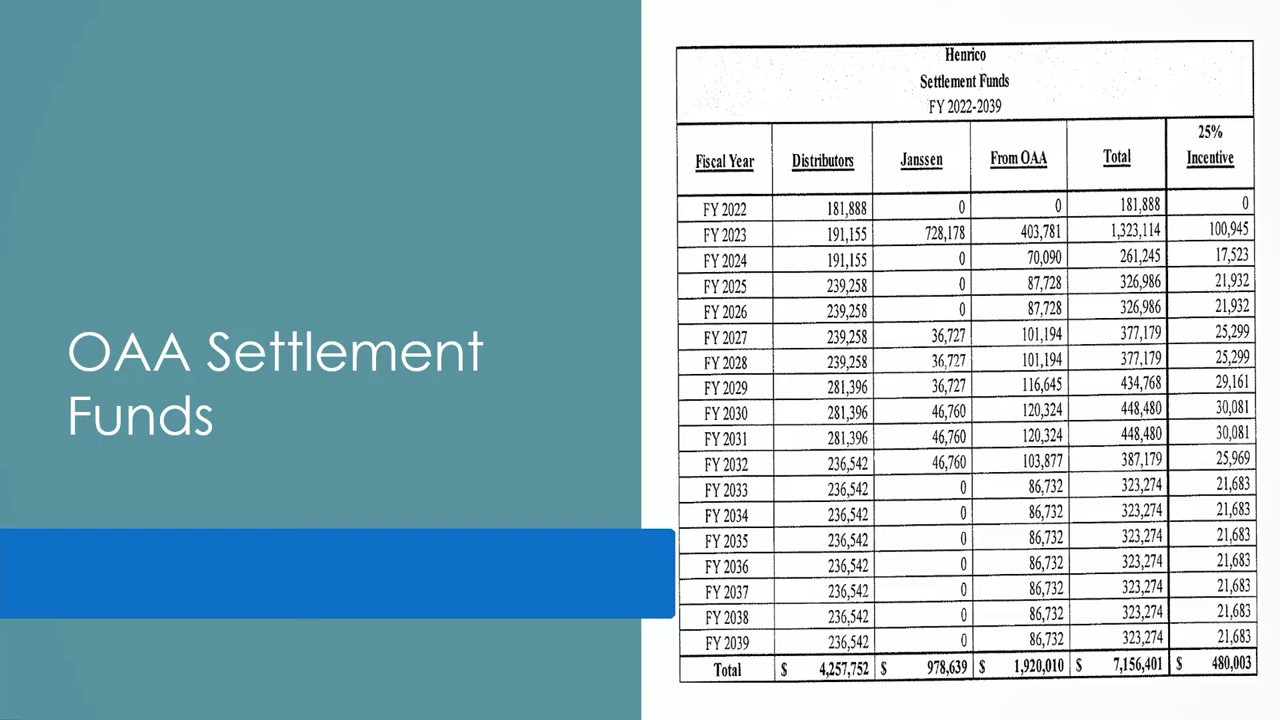 OAA Settlement
Funds
Henrico
Settlement Funds
FY 2022-2039
Fiscal Year Distributors Janssen From OAA Total 25% Incentive
FY 2022 181,888 0 0 181,888 0
FY 2023 191,155 728,178 403,781 1,323,114 100,945
FY 2024 191,155 0 70,090 261,245 17,523
FY 2025 239,258 0 87,728 326,986 21,932
FY 2026 239,258 0 87,728 326,986 21,932
FY 2027 239,258 36,727 101,194 377,179 25,299
FY 2028 239,258 36,727 101,194 377,179 25,299
FY 2029 281,396 36,727 116,645 434,768 29,161
FY 2030 281,396 46,760 120,324 448,480 30,081
FY 2031 281,396 46,760 120,324 448,480 30,081
FY 2032 236,542 46,760 103,877 387,179 25,969
FY 2033 236,542 0 86,732 323,274 21,683
FY 2034 236,542 0 86,732 323,274 21,683
FY 2035 236,542 0 86,732 323,274 21,683
FY 2036 236,542 0 86,732 323,274 21,683
FY 2037 236,542 0 86,732 323,274 21,683
FY 2038 236,542 0 86,732 323,274 21,683
FY 2039 236,542 0 86,732 323,274 21,683
Total $ 4,257,752 $ 978,639 $ 1,920,010 $ 7,156,401 $ 480,003